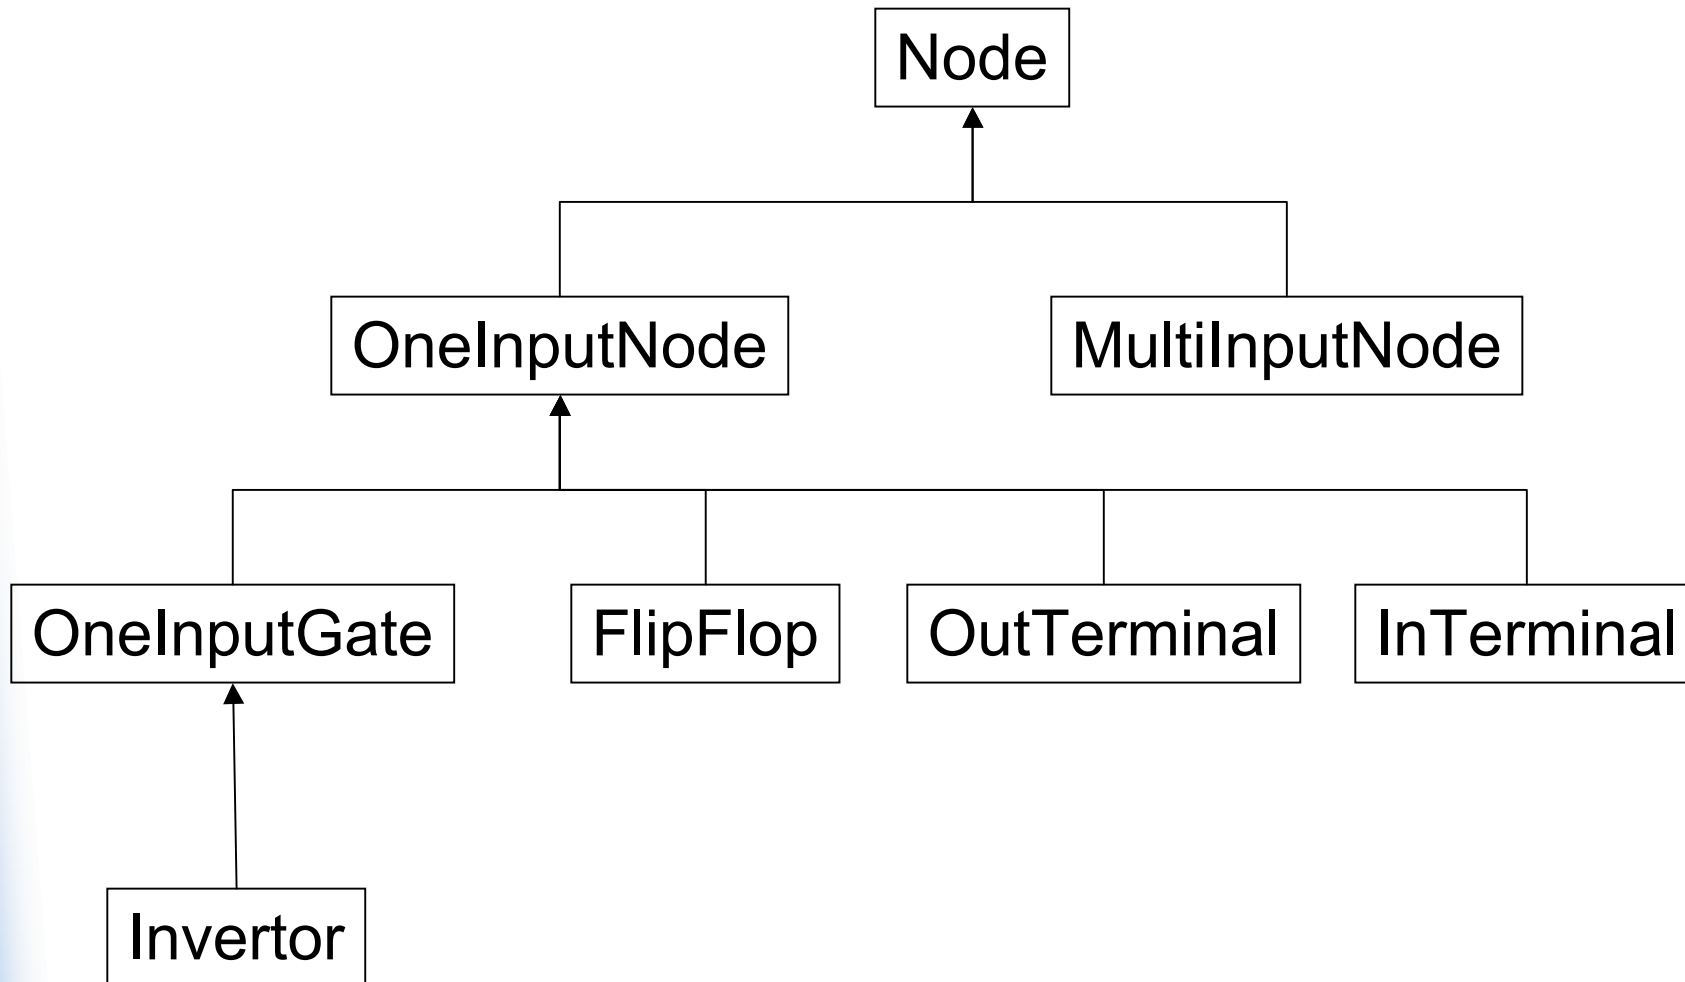 Node
OneInputNode
MultiInputNode
OneInputGate
FlipFlop
OutTerminal
InTerminal
Invertor